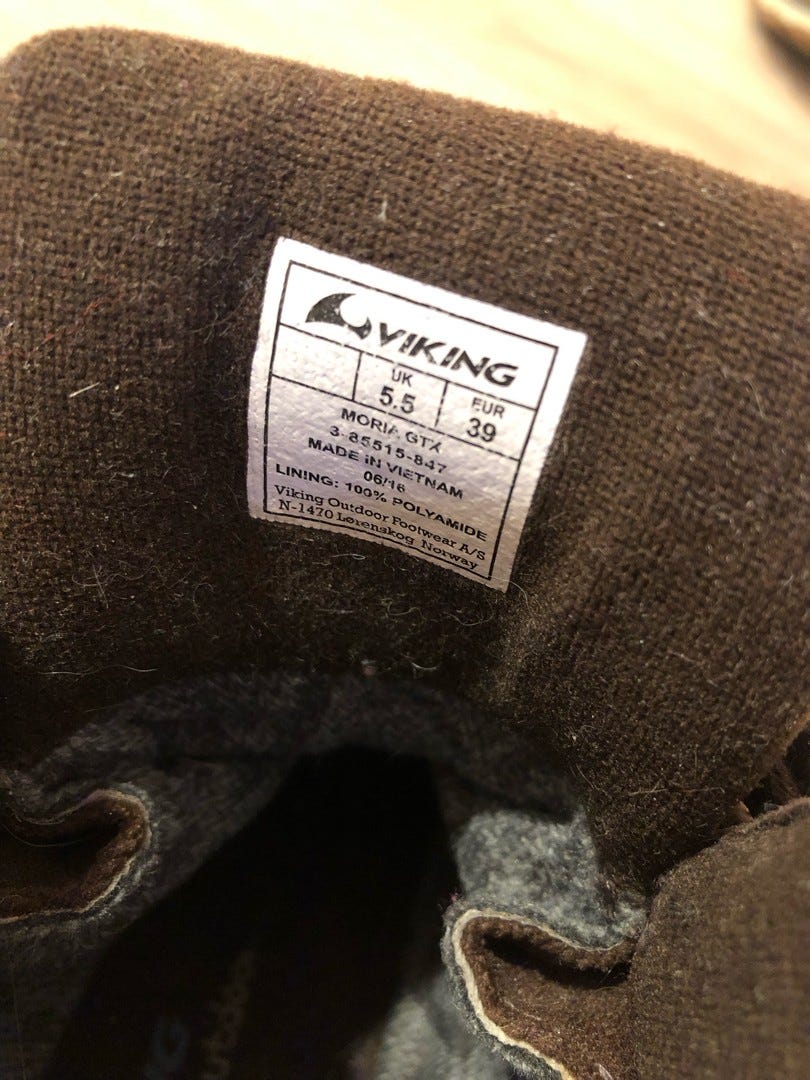 VIKING
UK
5.5
EUR
39
MORIA GTX
3-85515-847
MADE IN VIETNAM
06/16
LINING: 100% POLYAMIDE
Viking Outdoor Footwear A/S
N-1470 Lørenskog Norway